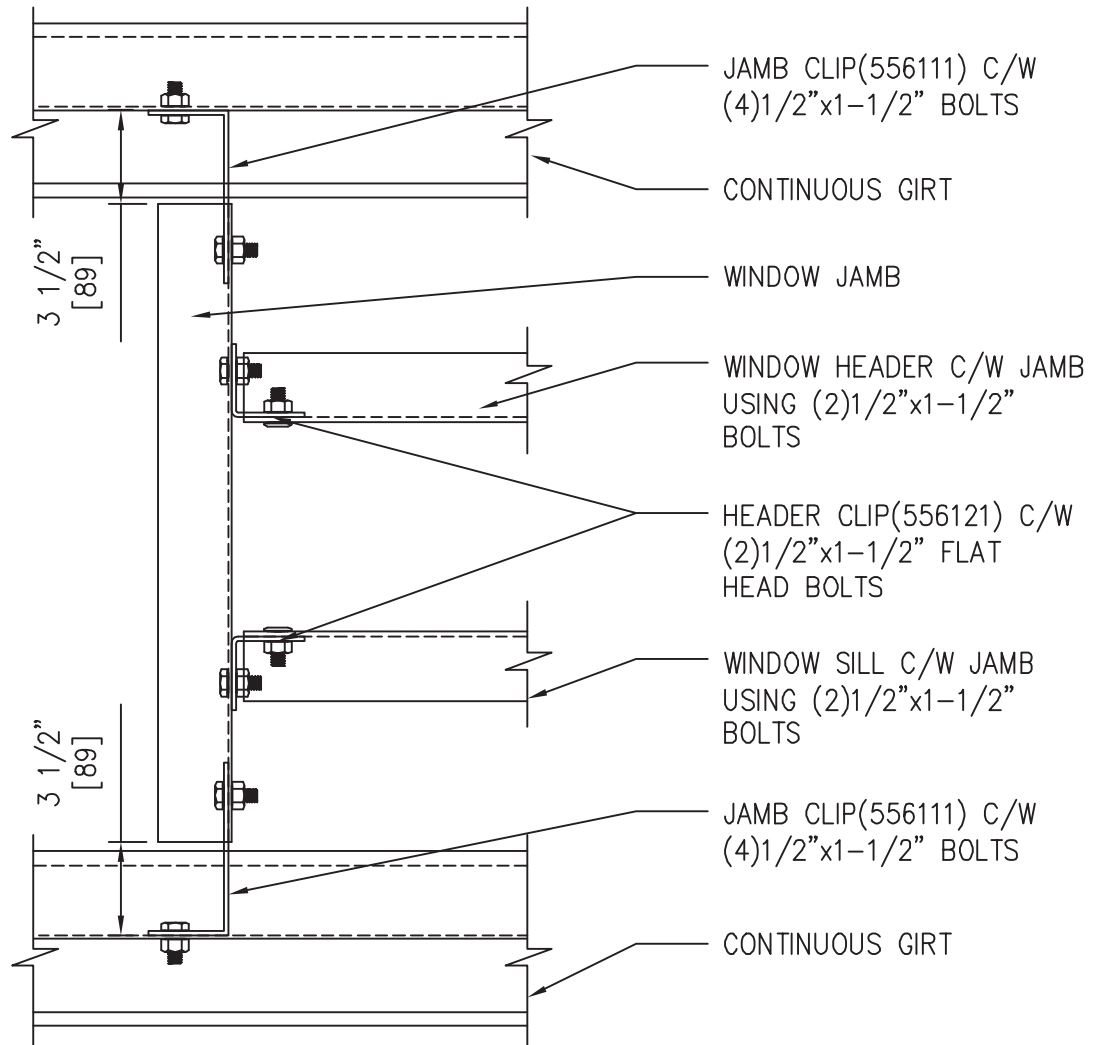 JAMB CLIP(556111) C/W
(4)1/2”x1-1/2” BOLTS
CONTINUOUS GIRT
3 1/2”
[89]
WINDOW JAMB
WINDOW HEADER C/W JAMB
USING (2)1/2”x1-1/2”
BOLTS
HEADER CLIP(556121) C/W
(2)1/2”x1-1/2” FLAT
HEAD BOLTS
WINDOW SILL C/W JAMB
USING (2)1/2”x1-1/2”
BOLTS
3 1/2”
[89]
JAMB CLIP(556111) C/W
(4)1/2”x1-1/2” BOLTS
CONTINUOUS GIRT